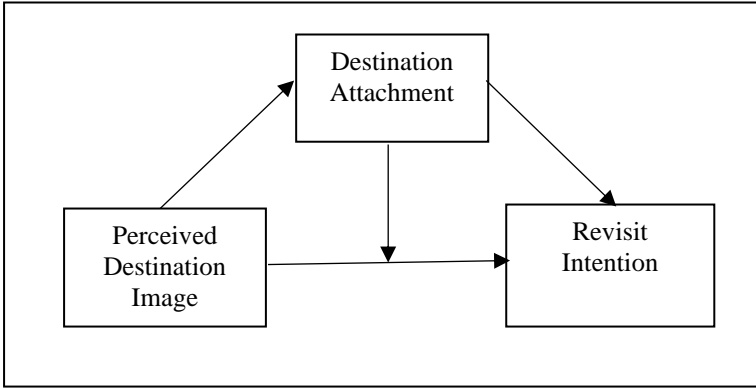 Destination
Attachment
Perceived
Destination
Image
Revisit
Intention